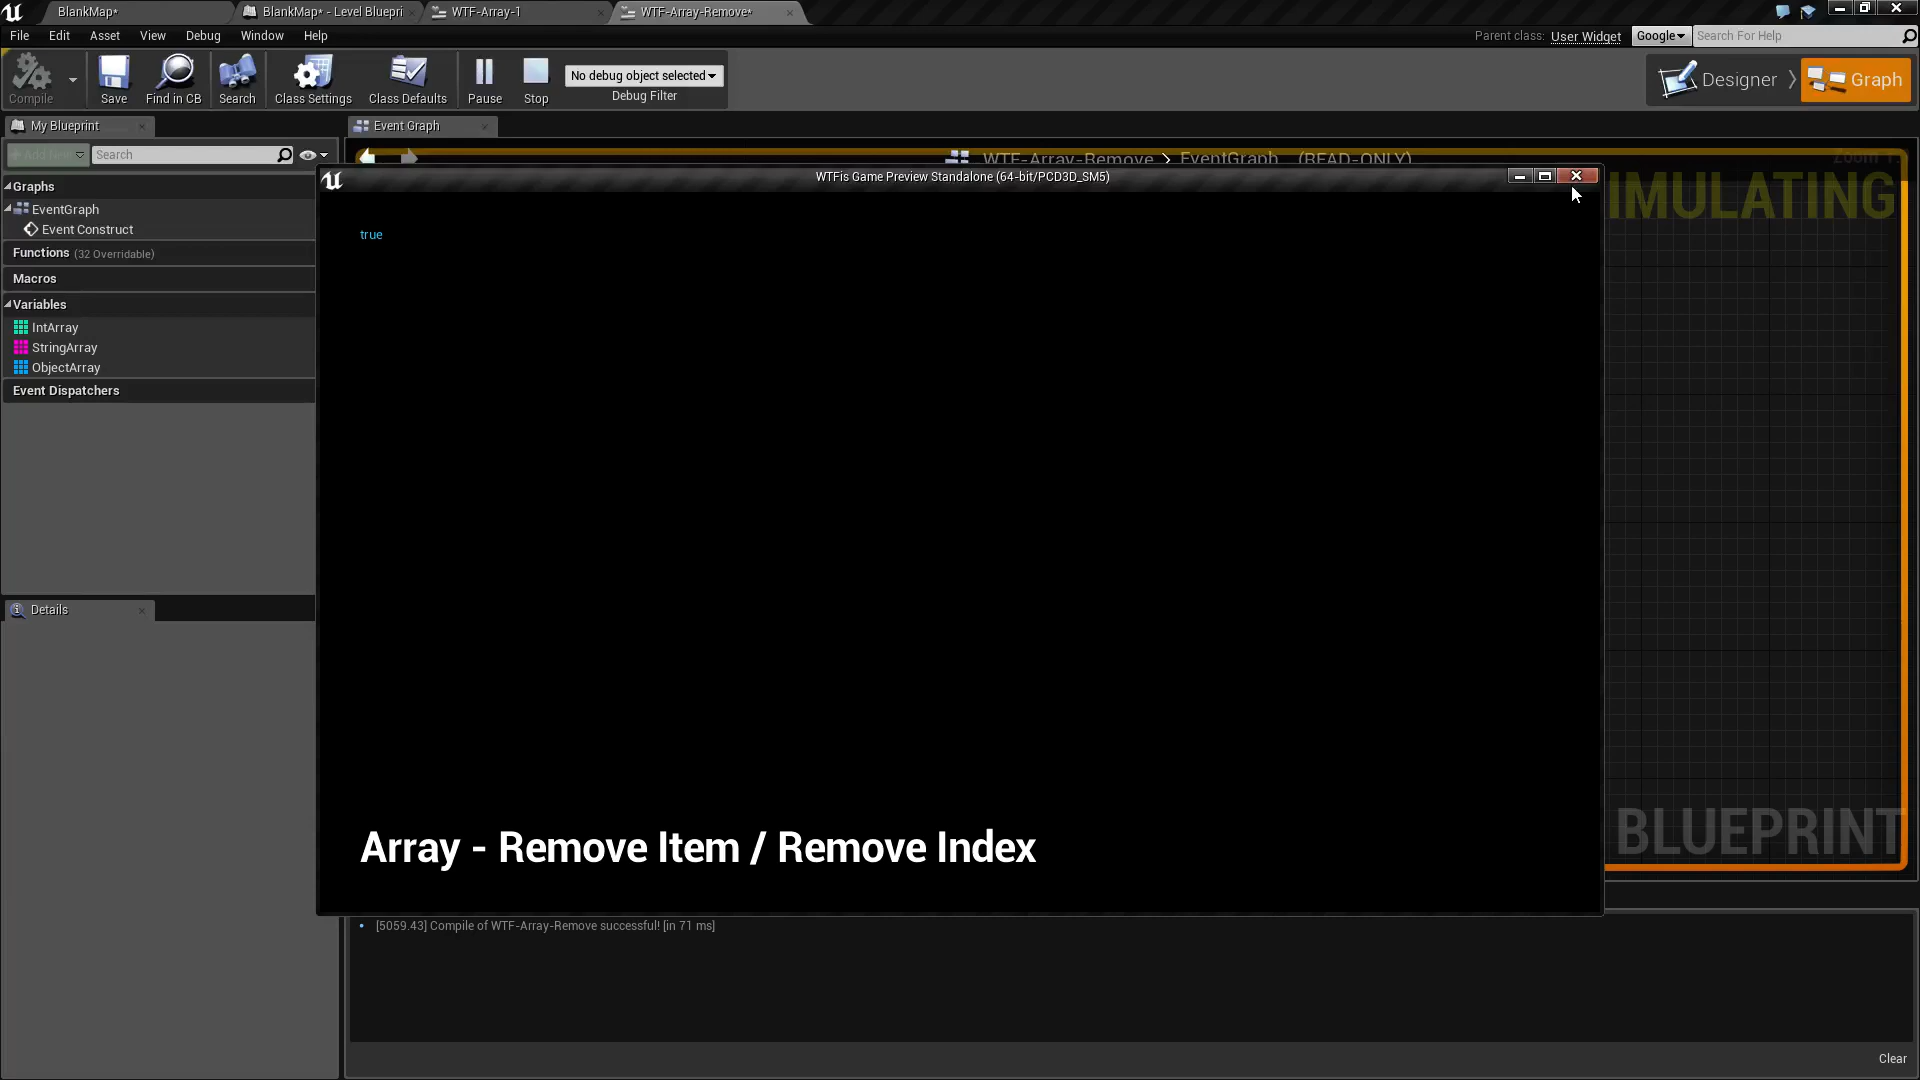 BlankMap*
BlankMap* - Level Bluepri
WTF-Array-1
WTF-Array-Remove*
File Edit Asset View Debug Window Help
Parent class: User Widget
Google
Search For Help
Compile
Save
Find in CB
Search
Class Settings
Class Defaults
Pause
Stop
No debug object selected
Debug Filter
Designer
Graph
My Blueprint
Event Graph
Search
WTF-Array-Remove > EventGraph (READ-ONLY)
IMULATING
WTFis Game Preview Standalone (64-bit/PCD3D_SM5)
Graphs
EventGraph
Event Construct
Functions (32 Overridable)
Macros
Variables
IntArray
StringArray
ObjectArray
Event Dispatchers
true
Details
Array - Remove Item / Remove Index
BLUEPRINT
[5059.43] Compile of WTF-Array-Remove successful! [in 71 ms]
Clear